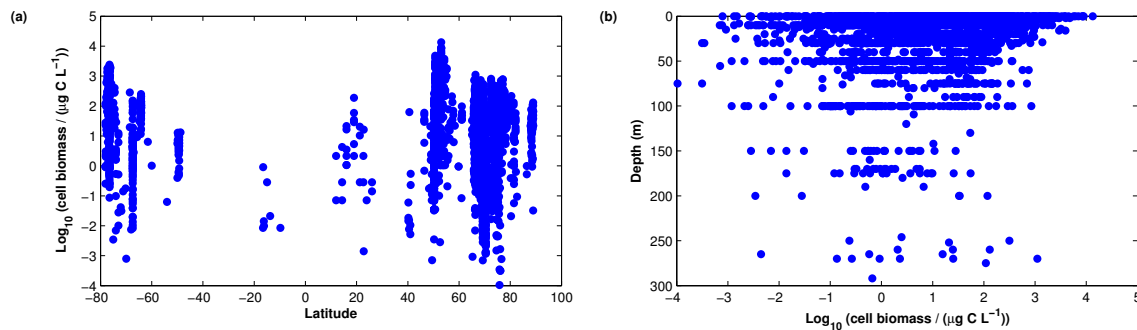 (a)
5
4
3
2
1
0
−1
−2
−3
−4
Log₁₀ (cell biomass / (µg C L⁻¹))
−80 −60 −40 −20 0 20 40 60 80 100
Latitude
(b)
0
50
100
150
200
250
300
Depth (m)
−4 −3 −2 −1 0 1 2 3 4 5
Log₁₀ (cell biomass / (µg C L⁻¹))